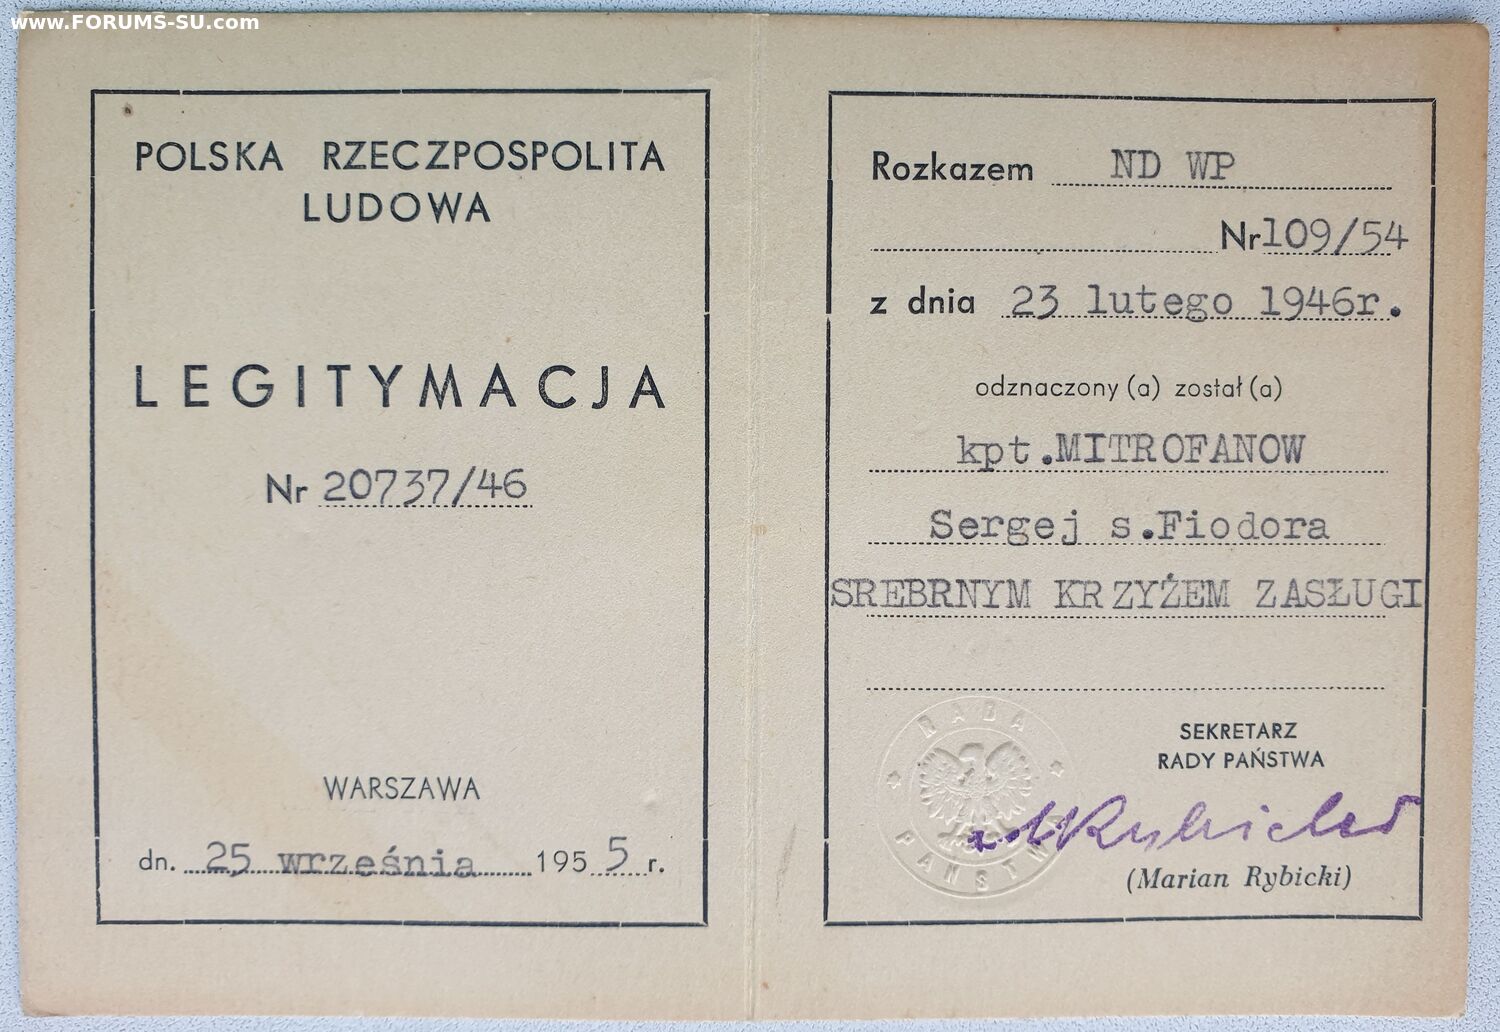 www.FORUMS-SU.com
POLSKA RZECZPOSPOLITA
LUDOWA
LEGITYMACJA
Nr 20737/46
WARSZAWA
dn. 25 września 1955 r.
Rozkazem ND WP
Nr 109/54
z dnia 23 lutego 1946r.
odznaczony (a) został (a)
kpt.MITROFANOW
Sergej s.Fiodora
SREBRNYM KRZYŻEM ZASŁUGI
RADA PAŃSTWA
SEKRETARZ
RADY PAŃSTWA
MRybicki
(Marian Rybicki)